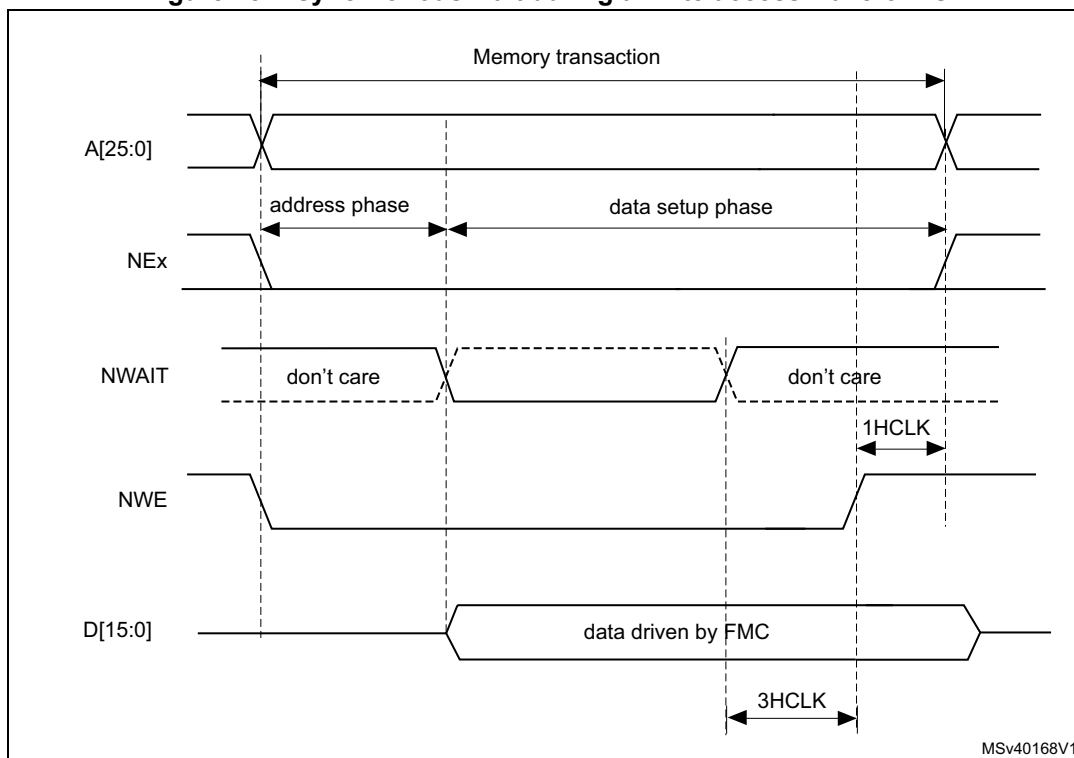 Memory transaction
A[25:0]
address phase
data setup phase
NEx
NWAIT
don't care
don't care
1HCLK
NWE
D[15:0]
data driven by FMC
3HCLK
MSv40168V1